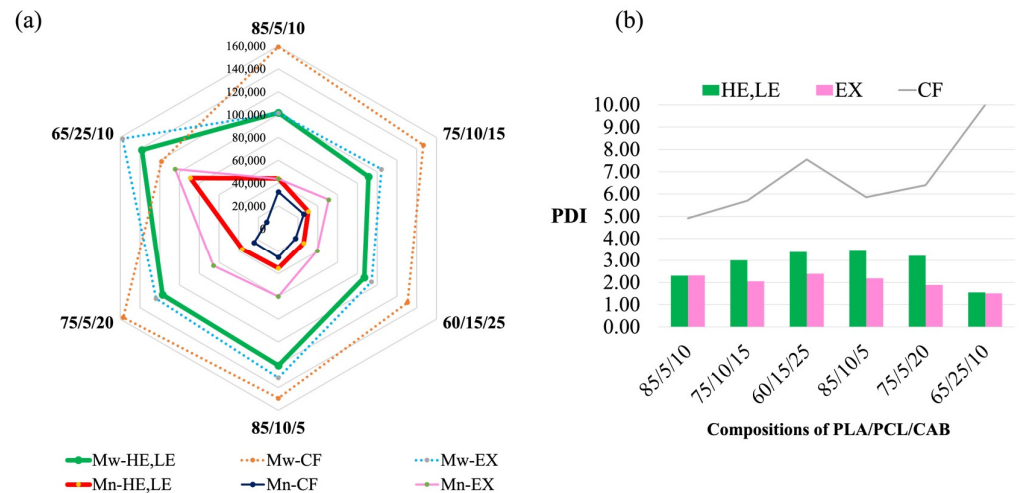 (a)
85/5/10
160,000
140,000
120,000
100,000
80,000
60,000
40,000
20,000
0
75/10/15
60/15/25
85/10/5
75/5/20
65/25/10
Mw-HE,LE
Mw-CF
Mw-EX
Mn-HE,LE
Mn-CF
Mn-EX
(b)
HE,LE
EX
CF
PDI
10.00
9.00
8.00
7.00
6.00
5.00
4.00
3.00
2.00
1.00
0.00
85/5/10
75/10/15
60/15/25
85/10/5
75/5/20
65/25/10
Compositions of PLA/PCL/CAB